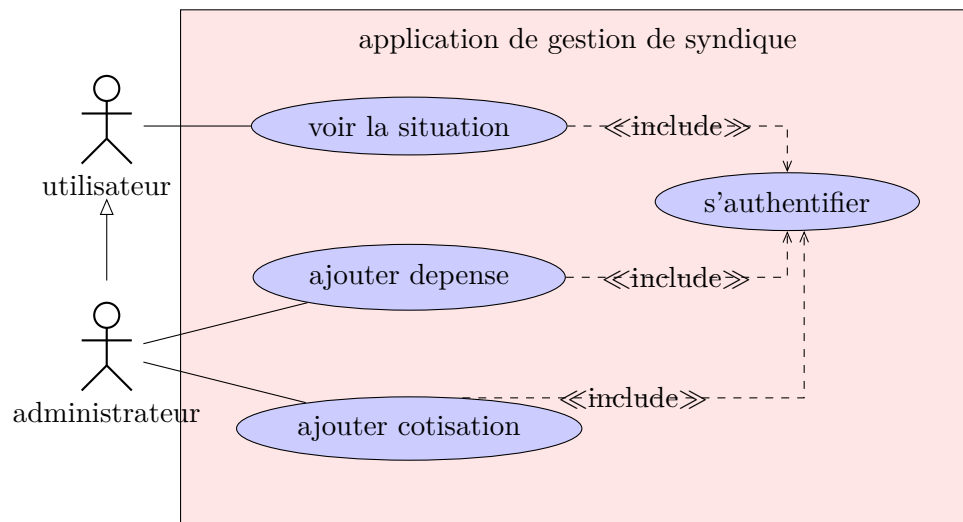 application de gestion de syndique
voir la situation
≪include≫
utilisateur
s'authentifier
ajouter depense
≪include≫
administrateur
≪include≫
ajouter cotisation